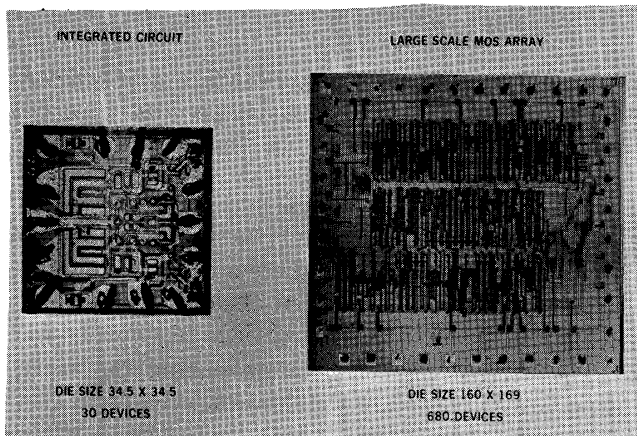 INTEGRATED CIRCUIT
LARGE SCALE MOS ARRAY
DIE SIZE 34.5 X 34 5
30 DEVICES
DIE SIZE 160 X 169
680 DEVICES